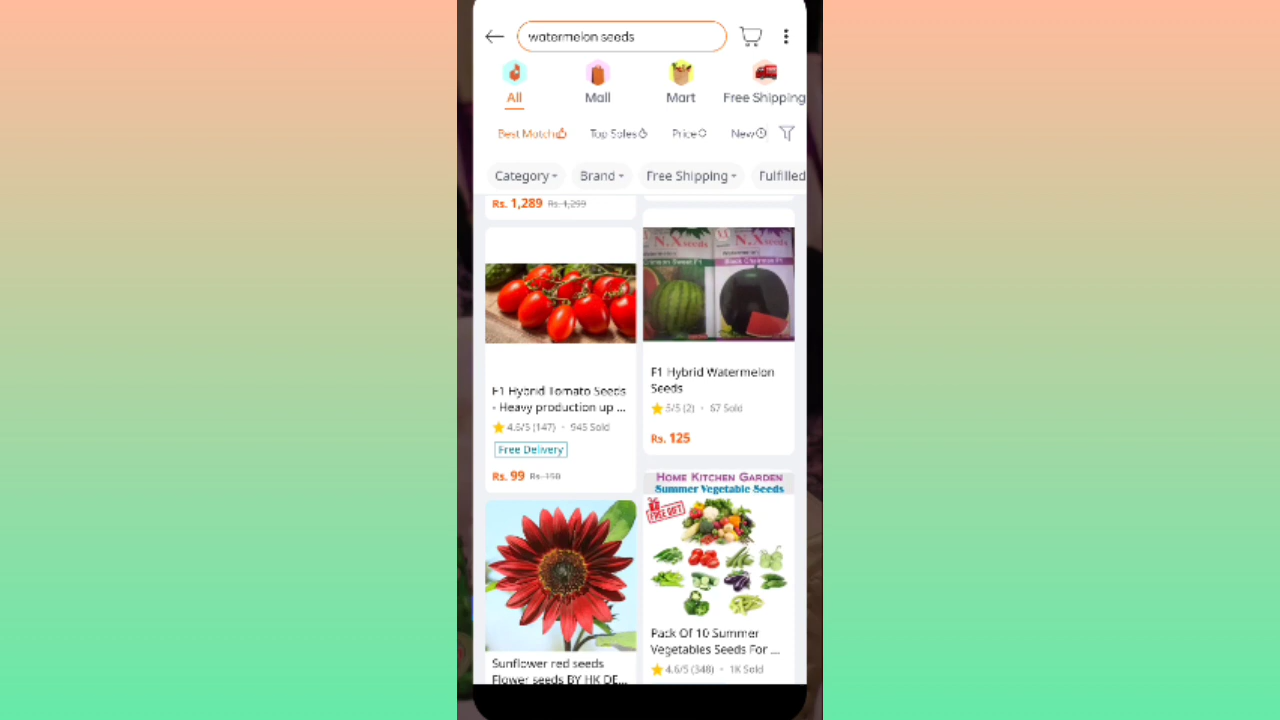 watermelon seeds
All
Mall
Mart
Free Shipping
Best Match
Top Sales
Price
New
Category
Brand
Free Shipping
Fulfilled
Rs. 1,289 Rs. 1,299
F1 Hybrid Tomato Seeds
- Heavy production up ...
4.6/5 (147) • 945 Sold
Free Delivery
Rs. 99 Rs. 150
Sunflower red seeds
Flower seeds BY HK DE...
N.X seeds
N.X seeds
F1 Hybrid Watermelon
Seeds
5/5 (2) • 67 Sold
Rs. 125
HOME KITCHEN GARDEN
Summer Vegetable Seeds
FREE GIFT
Pack Of 10 Summer
Vegetables Seeds For ...
4.6/5 (348) • 1K Sold